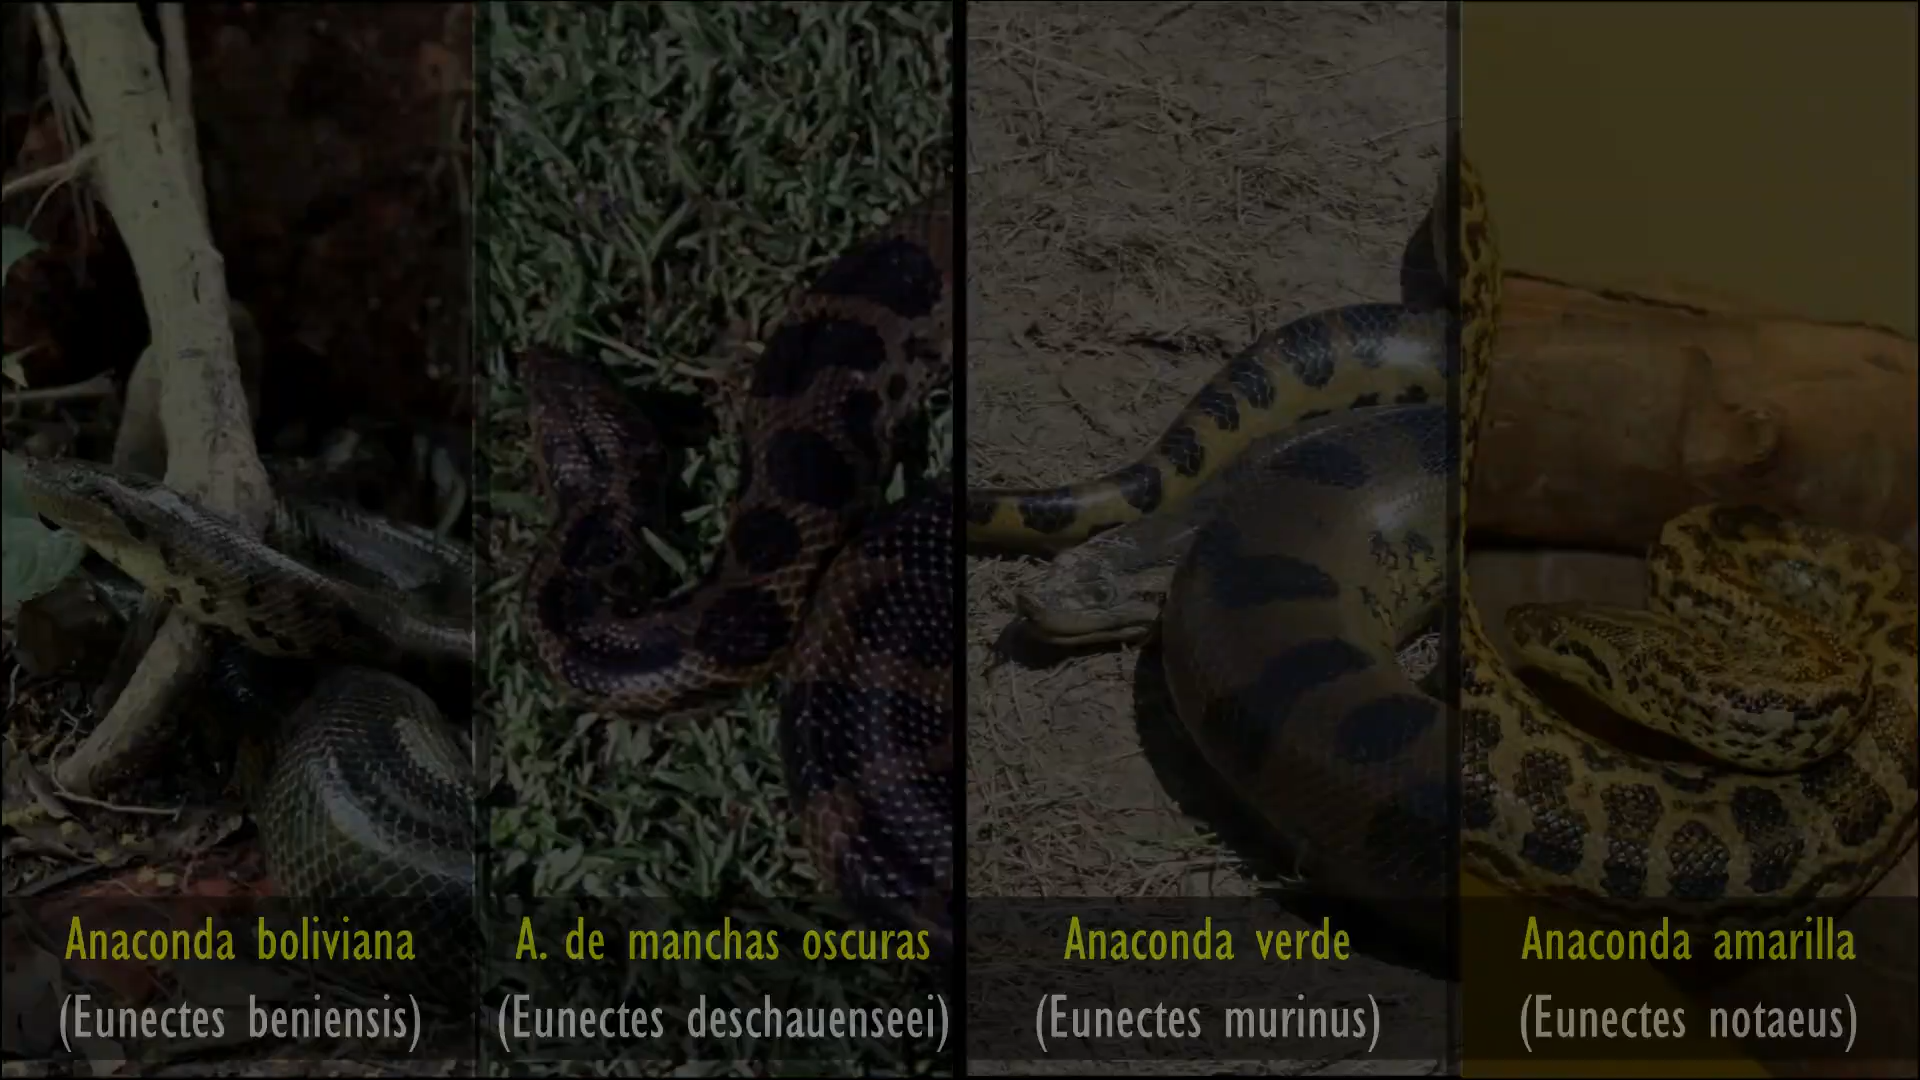 Anaconda boliviana
(Eunectes beniensis)
A. de manchas oscuras
(Eunectes deschauenseei)
Anaconda verde
(Eunectes murinus)
Anaconda amarilla
(Eunectes notaeus)